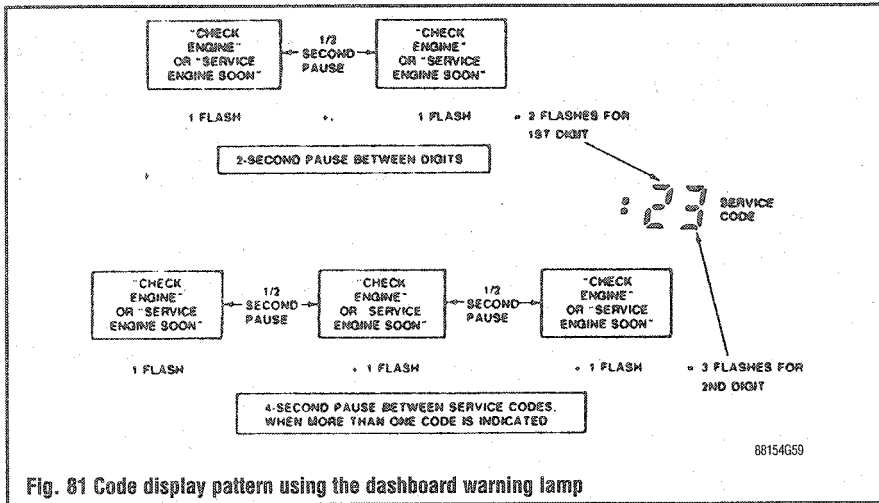 "CHECK
ENGINE"
OR "SERVICE
ENGINE SOON"
1/2
SECOND
PAUSE
"CHECK
ENGINE"
OR "SERVICE
ENGINE SOON"
1 FLASH
+
1 FLASH
= 2 FLASHES FOR
1ST DIGIT
2-SECOND PAUSE BETWEEN DIGITS
:23
SERVICE
CODE
"CHECK
ENGINE"
OR "SERVICE
ENGINE SOON"
1/2
SECOND
PAUSE
"CHECK
ENGINE"
OR SERVICE
ENGINE SOON"
1/2
SECOND
PAUSE
"CHECK
ENGINE"
OR "SERVICE
ENGINE SOON"
1 FLASH
+ 1 FLASH
+ 1 FLASH
= 3 FLASHES FOR
2ND DIGIT
4-SECOND PAUSE BETWEEN SERVICE CODES,
WHEN MORE THAN ONE CODE IS INDICATED
88154G59
Fig. 81 Code display pattern using the dashboard warning lamp